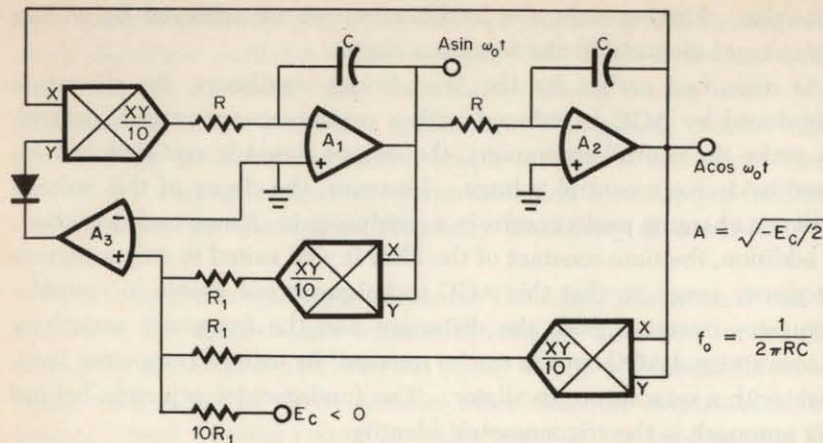 C
C
Asin ω₀t
X
Y
XY
10
R
−
+
A₁
R
−
+
A₂
Acos ω₀t
−
+
A₃
A = √-E_C/2
R₁
XY
10
X
Y
R₁
XY
10
X
Y
f₀ = 1
2πRC
10R₁
E_C < 0